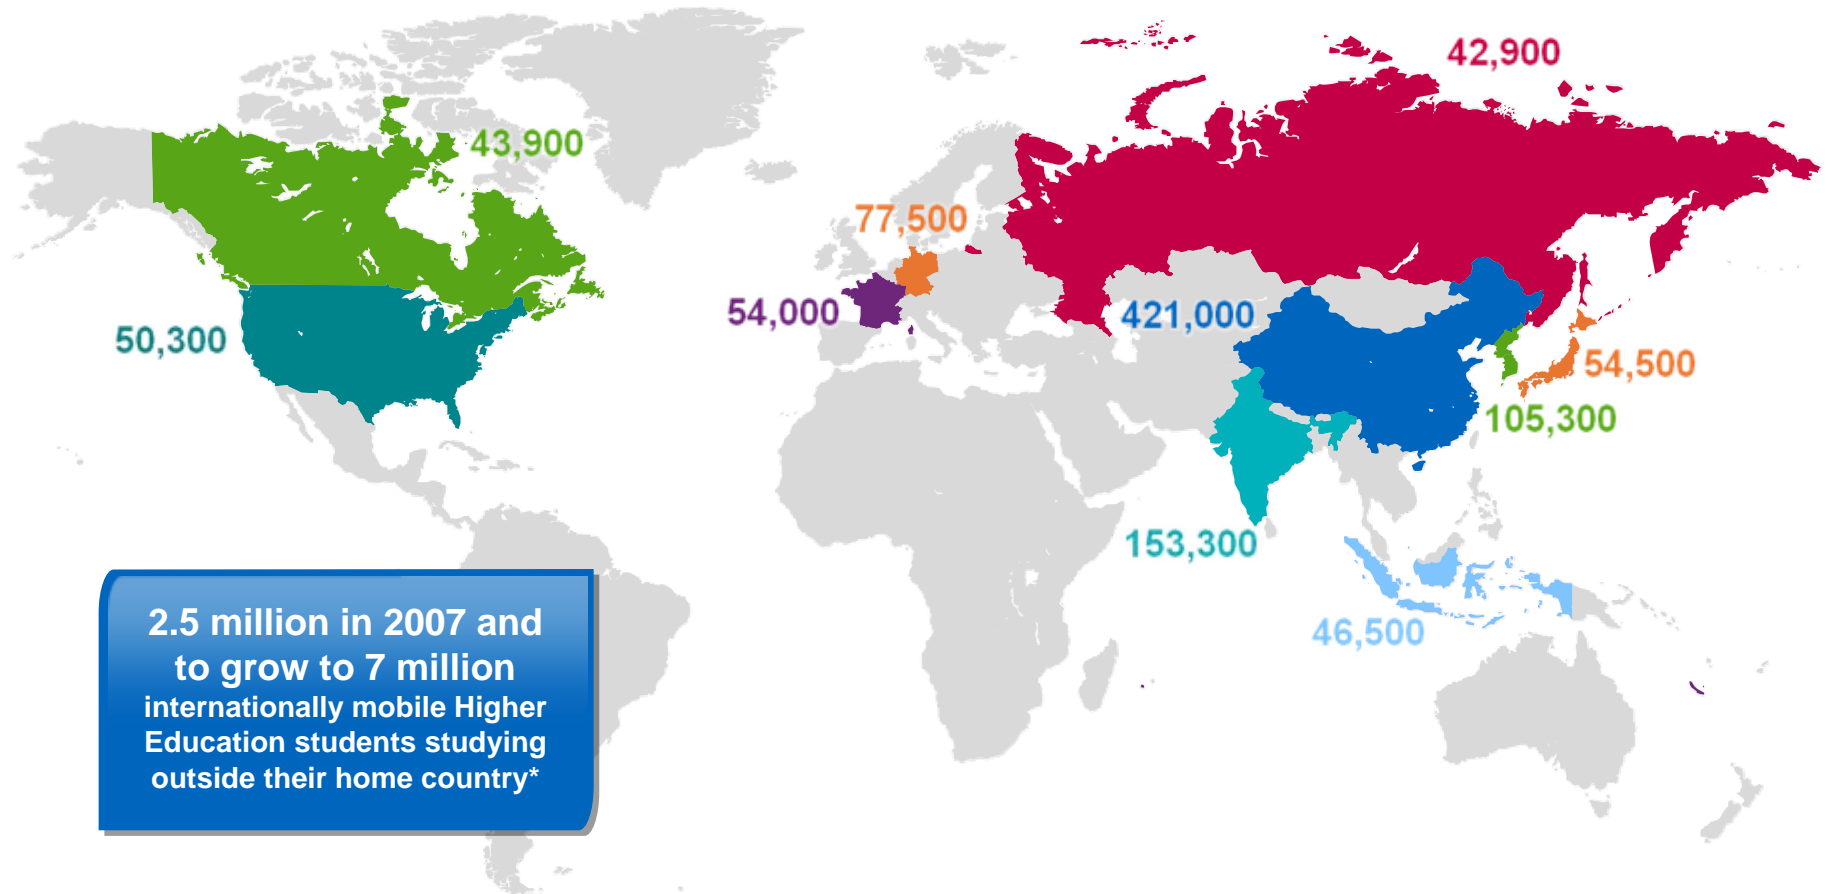 42,900
43,900
77,500
54,000
421,000
50,300
54,500
105,300
153,300
46,500
2.5 million in 2007 and
to grow to 7 million
internationally mobile Higher
Education students studying
outside their home country*